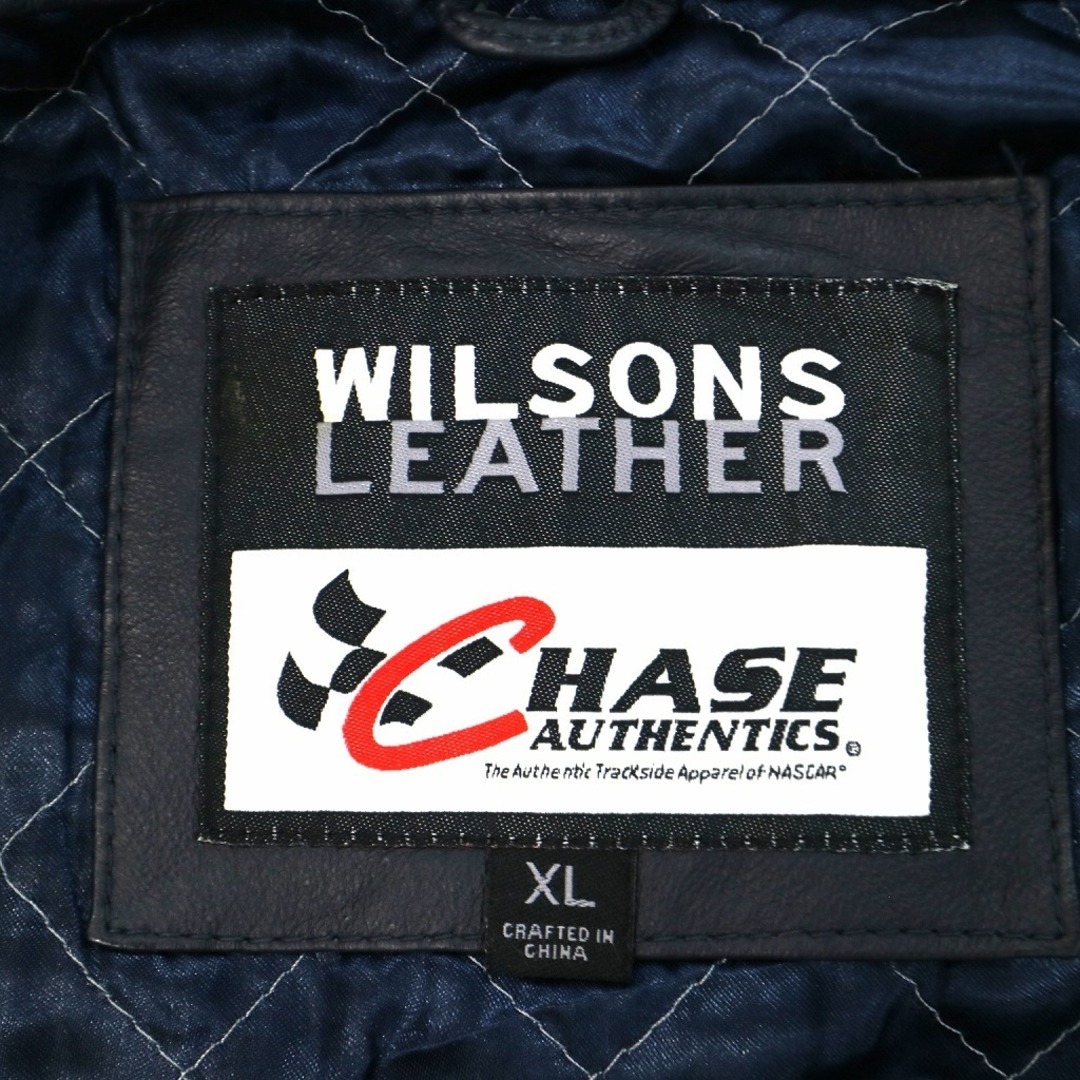 WILSONS
LEATHER
CHASE
AUTHENTICS®
The Authentic Trackside Apparel of NASCAR®
XL
CRAFTED IN
CHINA